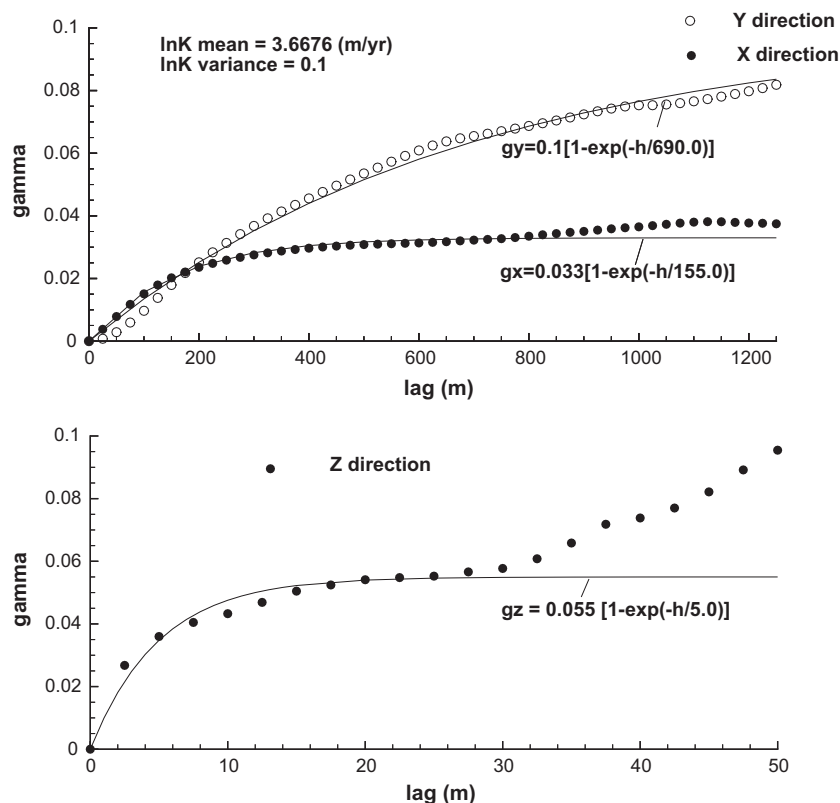 Y direction
X direction
lnK mean = 3.6676 (m/yr)
lnK variance = 0.1
0.1
0.08
0.06
0.04
0.02
0
gamma
gy=0.1[1-exp(-h/690.0)]
gx=0.033[1-exp(-h/155.0)]
0 200 400 600 800 1000 1200
lag (m)
0.1
0.08
0.06
0.04
0.02
0
gamma
Z direction
gz = 0.055 [1-exp(-h/5.0)]
0 10 20 30 40 50
lag (m)